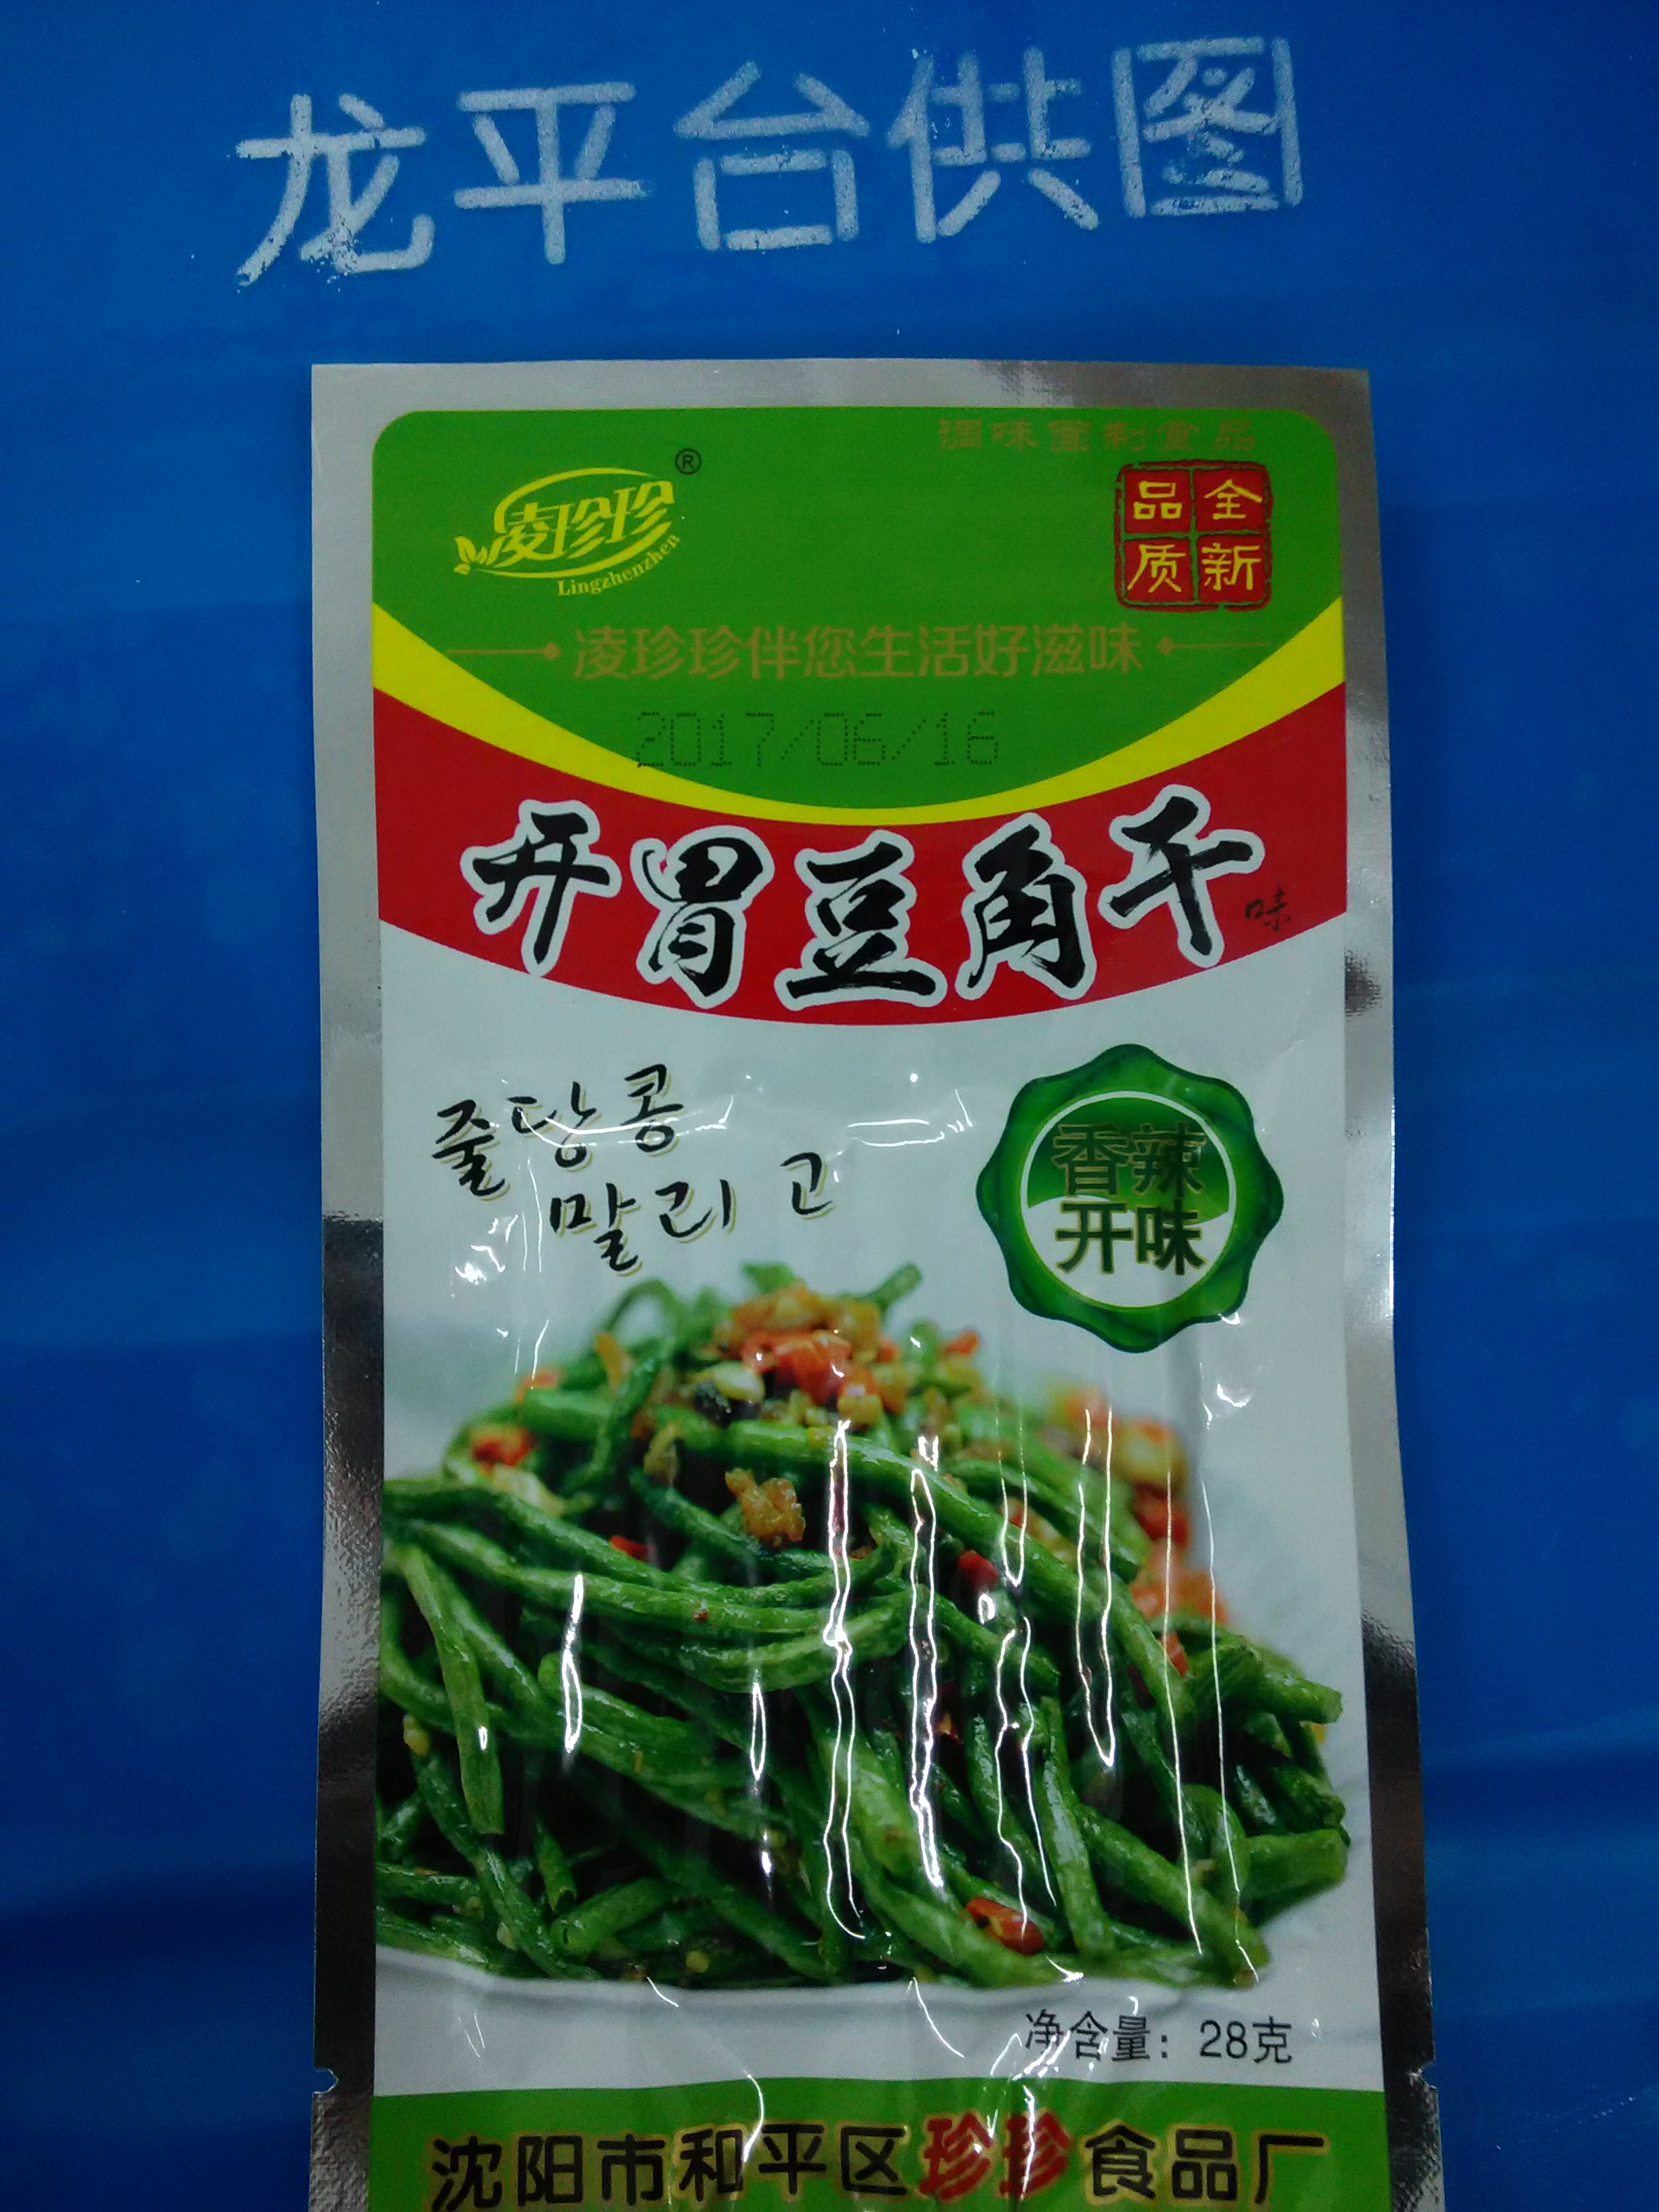 龙平台供图
调味面制食品
凌珍珍®
Lingzhenzhen
全新
品质
凌珍珍伴您生活好滋味
2017/06/16
开胃豆角干
味
줄당콩
말리고
香辣
开味
净含量：28克
沈阳市和平区珍珍食品厂